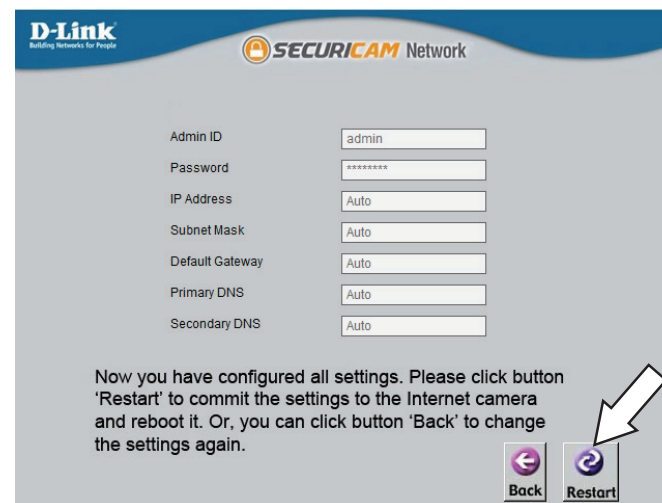 D-Link
Building Networks for People
SECURICAM Network
Admin ID admin
Password ********
IP Address Auto
Subnet Mask Auto
Default Gateway Auto
Primary DNS Auto
Secondary DNS Auto
Now you have configured all settings. Please click button
‘Restart’ to commit the settings to the Internet camera
and reboot it. Or, you can click button ‘Back’ to change
the settings again.
Back Restart